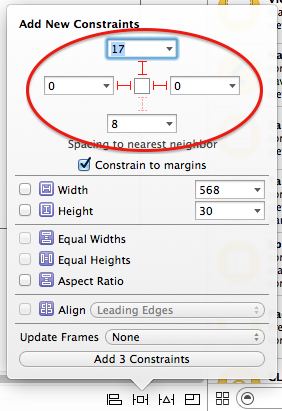 Add New Constraints
17
0 0
8
Spacing to nearest neighbor
Constrain to margins
Width 568
Height 30
Equal Widths
Equal Heights
Aspect Ratio
Align Leading Edges
Update Frames None
Add 3 Constraints